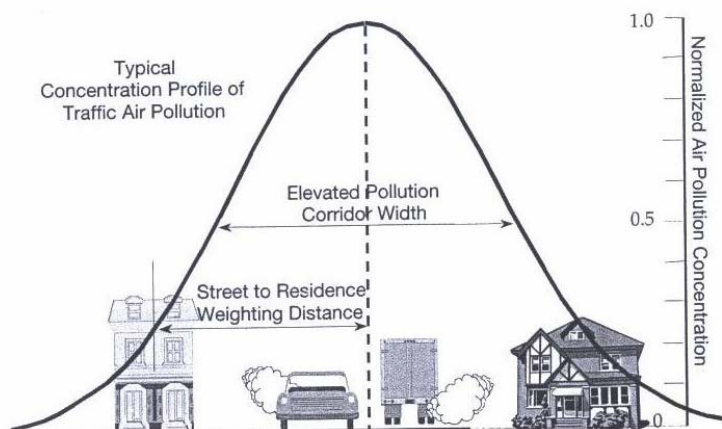 Typical
Concentration Profile of
Traffic Air Pollution
Elevated Pollution
Corridor Width
Street to Residence
Weighting Distance
1.0
0.5
0
Normalized Air Pollution Concentration